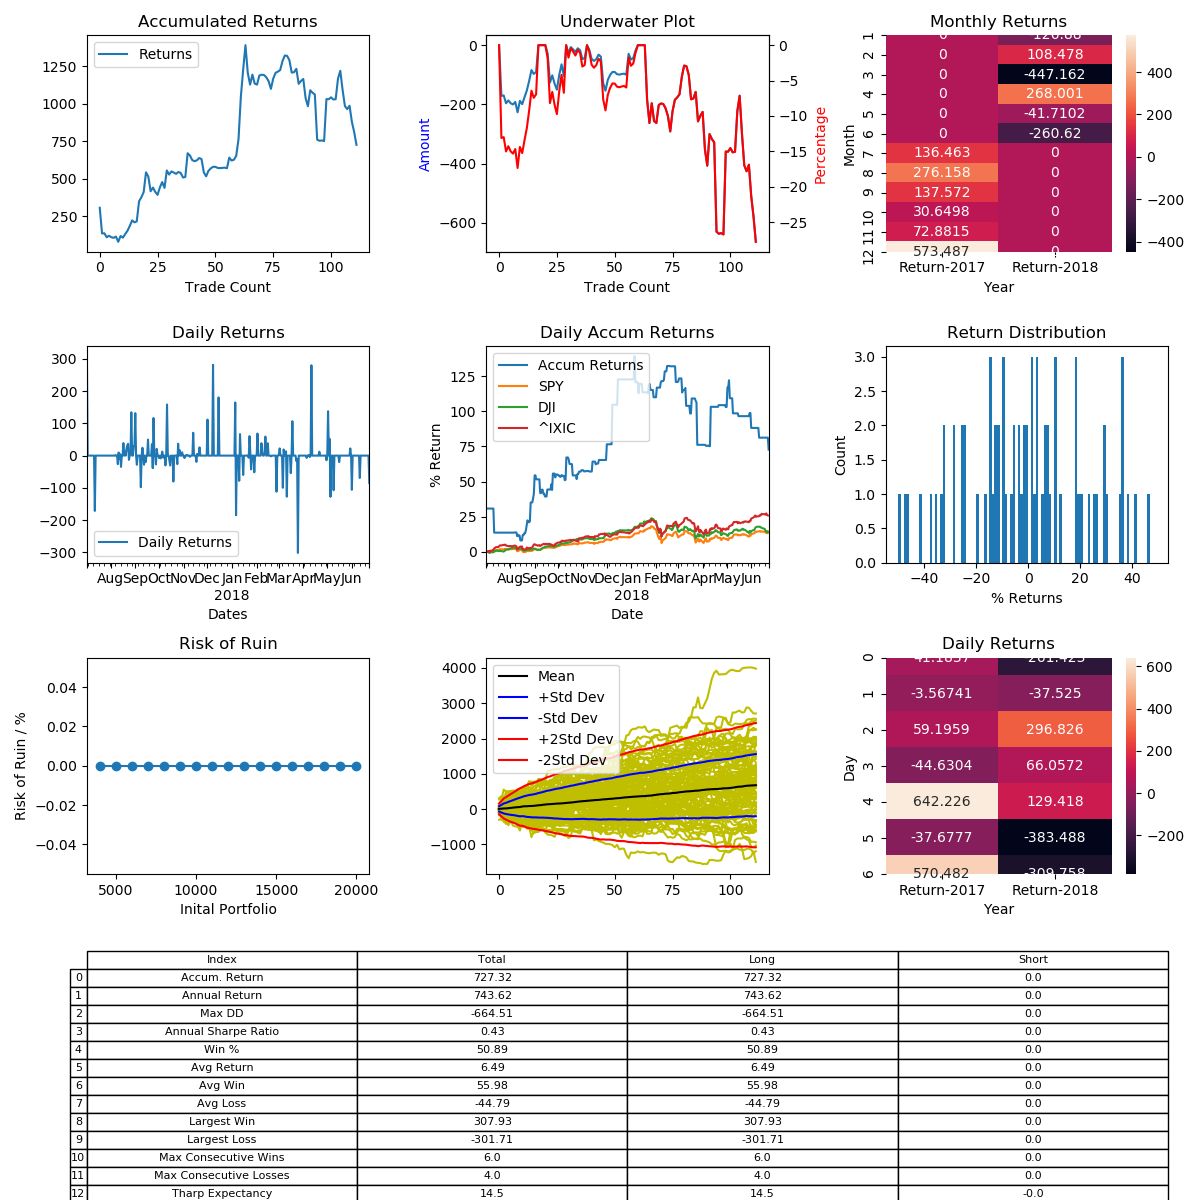 Accumulated Returns
Returns
1250
1000
750
500
250
0 25 50 75 100
Trade Count
Underwater Plot
0
−200
−400
−600
Amount
0
−5
−10
−15
−20
−25
Percentage
0 25 50 75 100
Trade Count
Monthly Returns
Month
1 0
2 0 108.478
3 0 -447.162
4 0 268.001
5 0 -41.7102
6 0 -260.62
7 136.463 0
8 276.158 0
9 137.572 0
10 30.6498 0
11 72.8815 0
12 573.487 0
Return-2017 Return-2018
Year
400
200
0
−200
−400
Daily Returns
300
200
100
0
−100
−200
−300
Daily Returns
Aug Sep Oct Nov Dec Jan Feb Mar Apr May Jun
2018
Dates
Daily Accum Returns
% Return
125
100
75
50
25
0
Accum Returns
SPY
DJI
^IXIC
Aug Sep Oct Nov Dec Jan Feb Mar Apr May Jun
2018
Date
Return Distribution
Count
3.0
2.5
2.0
1.5
1.0
0.5
0.0
−40 −20 0 20 40
% Returns
Risk of Ruin
Risk of Ruin / %
0.04
0.02
0.00
−0.02
−0.04
5000 10000 15000 20000
Inital Portfolio
4000
3000
2000
1000
0
−1000
Mean
+Std Dev
-Std Dev
+2Std Dev
-2Std Dev
0 25 50 75 100
Daily Returns
Day
0
1 -3.56741 -37.525
2 59.1959 296.826
3 -44.6304 66.0572
4 642.226 129.418
5 -37.6777 -383.488
6 570.482 -309.758
Return-2017 Return-2018
Year
600
400
200
0
−200
Index Total Long Short
0 Accum. Return 727.32 727.32 0.0
1 Annual Return 743.62 743.62 0.0
2 Max DD -664.51 -664.51 0.0
3 Annual Sharpe Ratio 0.43 0.43 0.0
4 Win % 50.89 50.89 0.0
5 Avg Return 6.49 6.49 0.0
6 Avg Win 55.98 55.98 0.0
7 Avg Loss -44.79 -44.79 0.0
8 Largest Win 307.93 307.93 0.0
9 Largest Loss -301.71 -301.71 0.0
10 Max Consecutive Wins 6.0 6.0 0.0
11 Max Consecutive Losses 4.0 4.0 0.0
12 Tharp Expectancy 14.5 14.5 -0.0